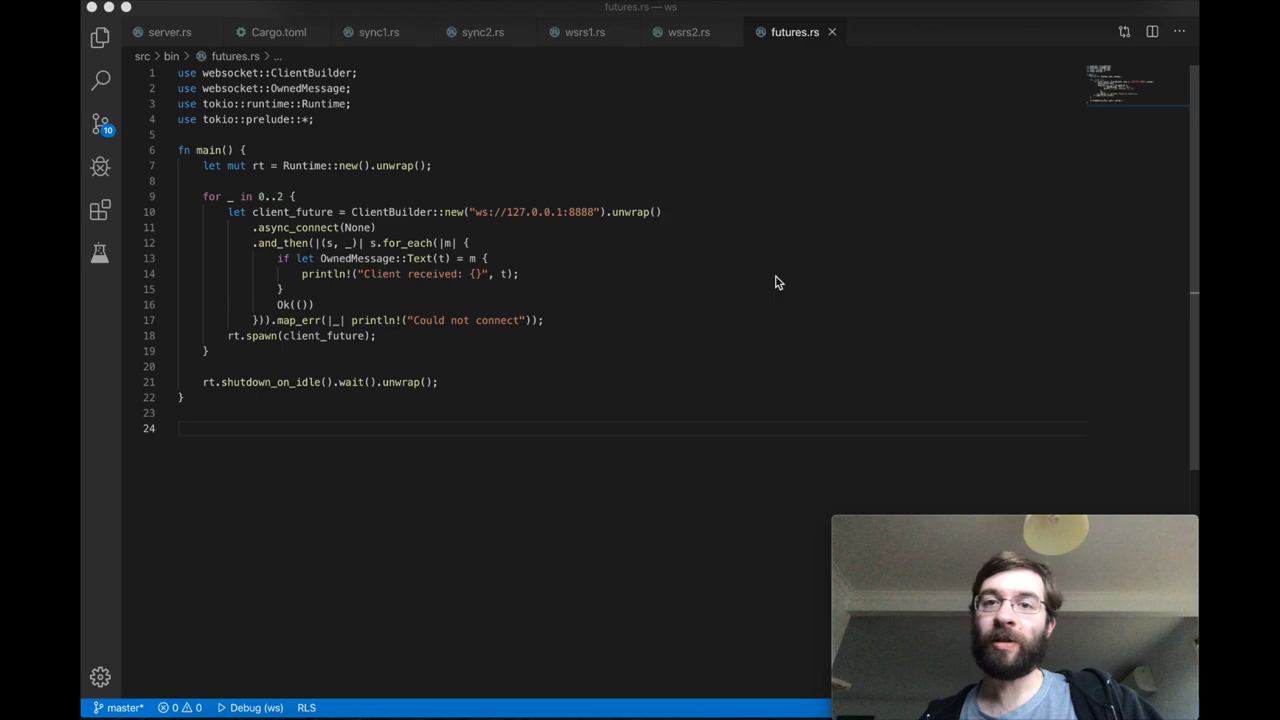 futures.rs — ws
server.rs Cargo.toml sync1.rs sync2.rs wsrs1.rs wsrs2.rs futures.rs
src › bin › futures.rs › ...
1 use websocket::ClientBuilder;
2 use websocket::OwnedMessage;
3 use tokio::runtime::Runtime;
4 use tokio::prelude::*;
5
6 fn main() {
7 let mut rt = Runtime::new().unwrap();
8
9 for _ in 0..2 {
10 let client_future = ClientBuilder::new("ws://127.0.0.1:8888").unwrap()
11 .async_connect(None)
12 .and_then(|(s, _)| s.for_each(|m| {
13 if let OwnedMessage::Text(t) = m {
14 println!("Client received: {}", t);
15 }
16 Ok(())
17 })).map_err(|_| println!("Could not connect"));
18 rt.spawn(client_future);
19 }
20
21 rt.shutdown_on_idle().wait().unwrap();
22 }
23
24
10
master* 0 0 Debug (ws) RLS